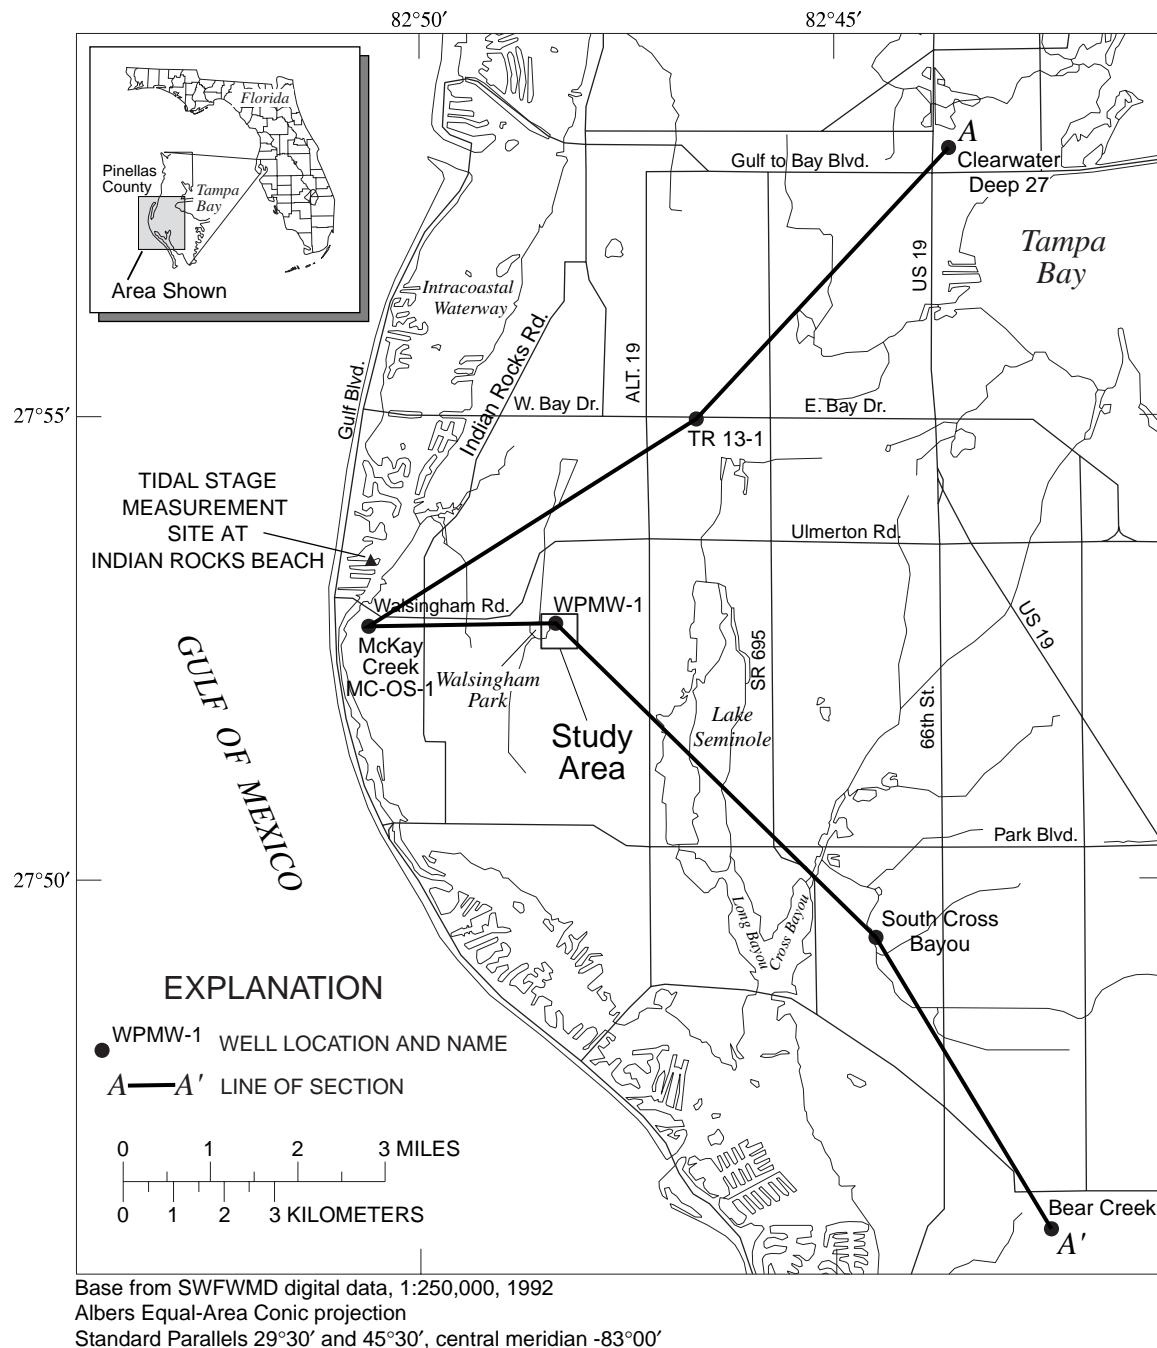 82°50′
82°45′
Florida
Pinellas
County
Tampa
Bay
Area Shown
A
Clearwater
Deep 27
Gulf to Bay Blvd.
Tampa
Bay
US 19
Intracoastal
Waterway
Indian Rocks Rd.
ALT. 19
Gulf Blvd.
W. Bay Dr.
E. Bay Dr.
27°55′
TR 13-1
TIDAL STAGE
MEASUREMENT
SITE AT
INDIAN ROCKS BEACH
Ulmerton Rd.
Walsingham Rd.
WPMW-1
US 19
McKay
Creek
MC-OS-1
Walsingham
Park
SR 695
GULF OF MEXICO
Study
Area
Lake
Seminole
66th St.
Park Blvd.
27°50′
Long Bayou
Cross Bayou
South Cross
Bayou
EXPLANATION
WPMW-1 WELL LOCATION AND NAME
A A′ LINE OF SECTION
0 1 2 3 MILES
0 1 2 3 KILOMETERS
Bear Creek
A′
Base from SWFWMD digital data, 1:250,000, 1992
Albers Equal-Area Conic projection
Standard Parallels 29°30′ and 45°30′, central meridian -83°00′